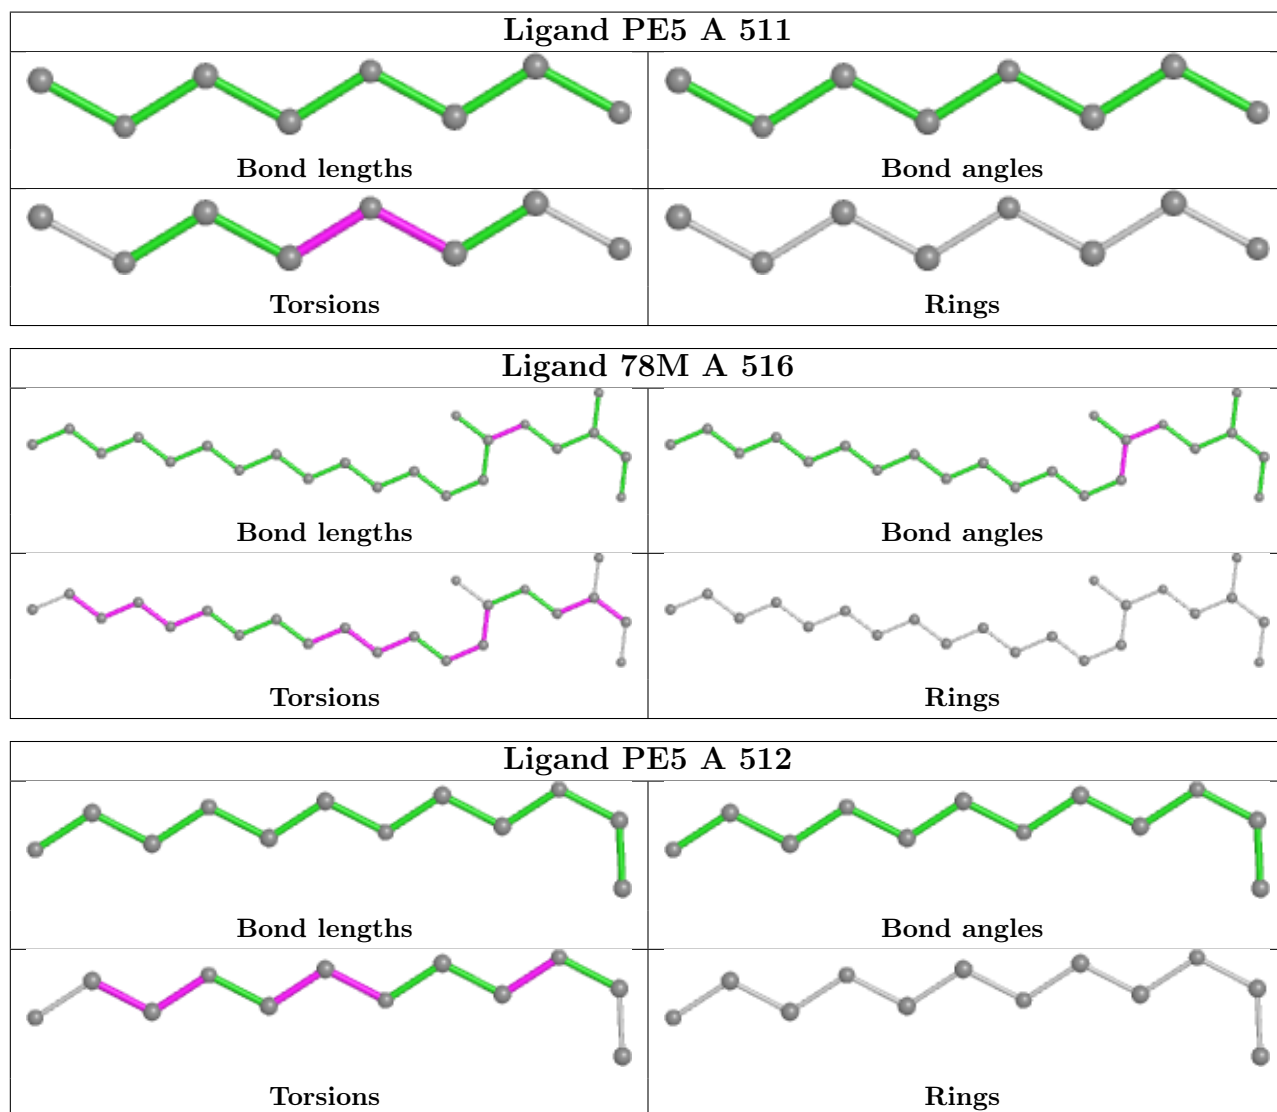 Ligand PE5 A 511
Bond lengths
Bond angles
Torsions
Rings
Ligand 78M A 516
Bond lengths
Bond angles
Torsions
Rings
Ligand PE5 A 512
Bond lengths
Bond angles
Torsions
Rings